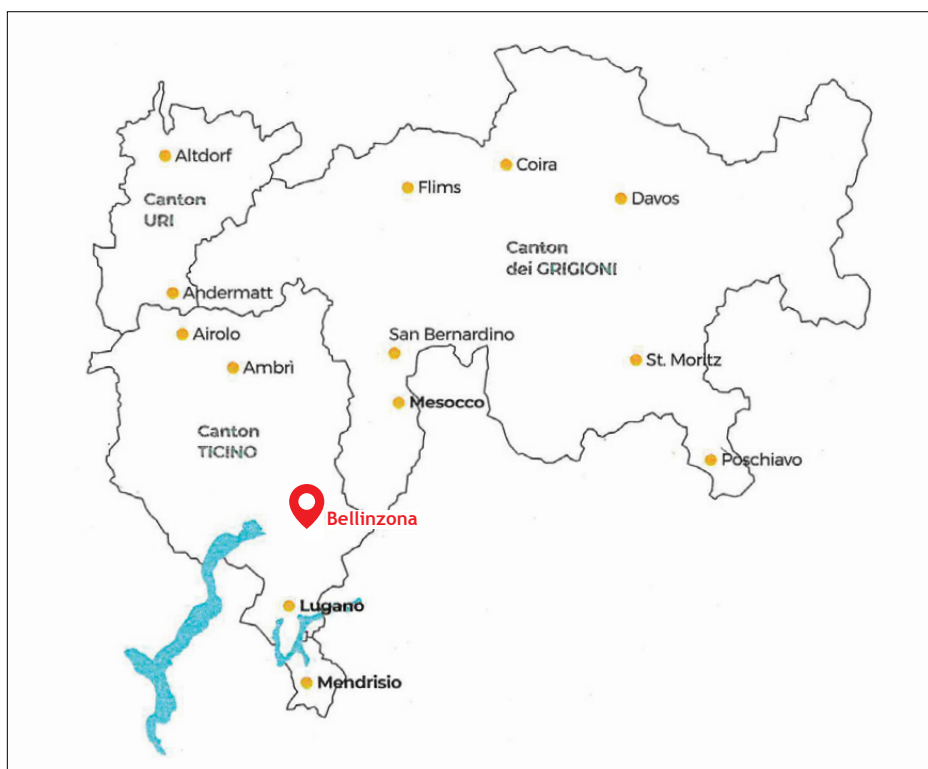 Altdorf
Coira
Flims
Davos
Canton
URI
Canton
dei GRIGIONI
Andermatt
Airolo
San Bernardino
Ambrì
St. Moritz
Mesocco
Canton
TICINO
Poschiavo
Bellinzona
Lugano
Mendrisio